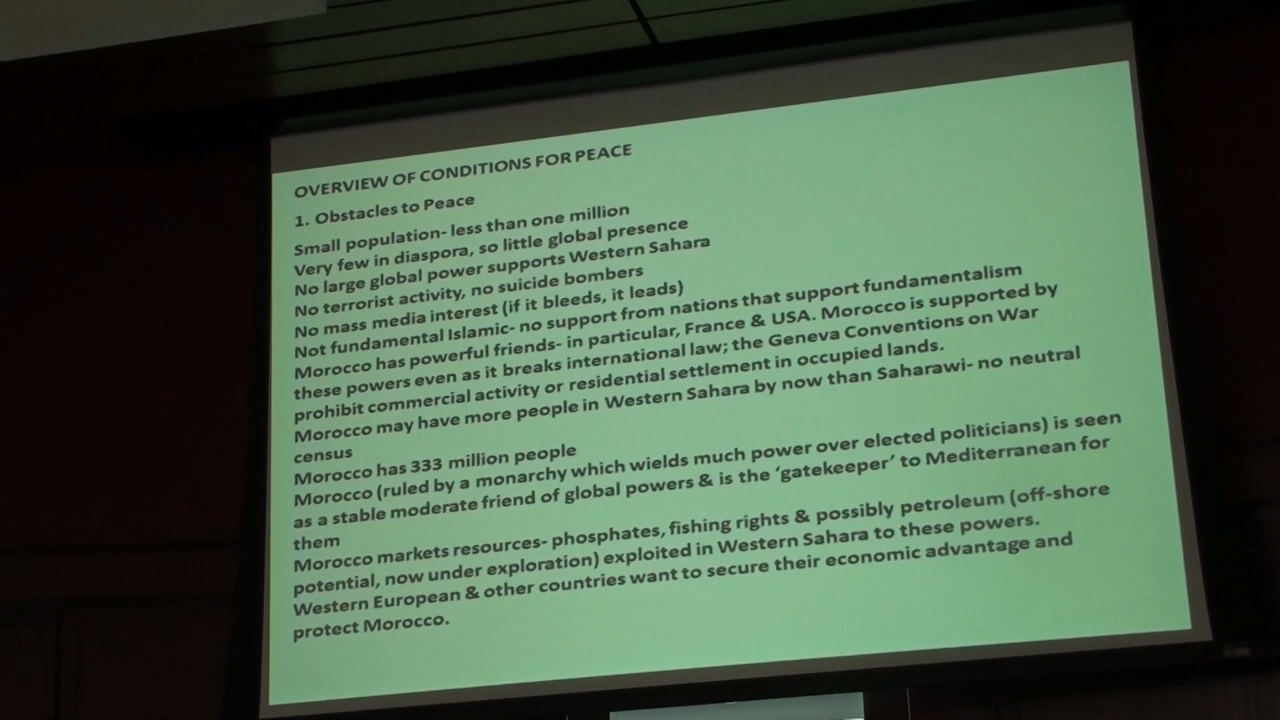 OVERVIEW OF CONDITIONS FOR PEACE
1. Obstacles to Peace
Small population- less than one million
Very few in diaspora, so little global presence
No large global power supports Western Sahara
No terrorist activity, no suicide bombers
No mass media interest (if it bleeds, it leads)
Not fundamental Islamic- no support from nations that support fundamentalism
Morocco has powerful friends- in particular, France & USA. Morocco is supported by
these powers even as it breaks international law; the Geneva Conventions on War
prohibit commercial activity or residential settlement in occupied lands.
Morocco may have more people in Western Sahara by now than Saharawi- no neutral
census
Morocco has 333 million people
Morocco (ruled by a monarchy which wields much power over elected politicians) is seen
as a stable moderate friend of global powers & is the ‘gatekeeper’ to Mediterranean for
them
Morocco markets resources- phosphates, fishing rights & possibly petroleum (off-shore
potential, now under exploration) exploited in Western Sahara to these powers.
Western European & other countries want to secure their economic advantage and
protect Morocco.